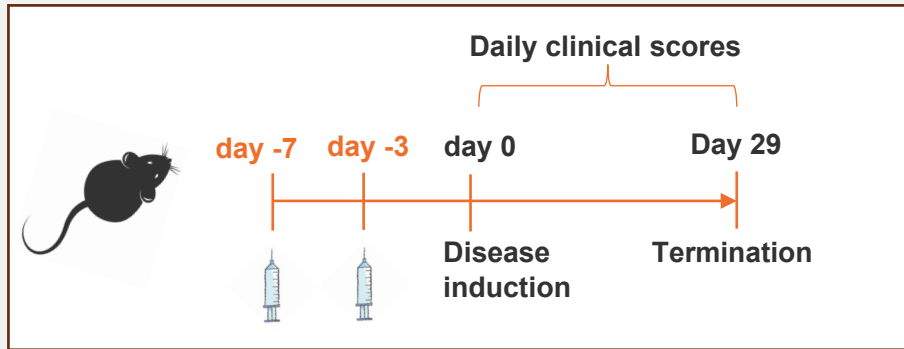 Daily clinical scores
day -7
day -3
day 0
Day 29
Disease
induction
Termination